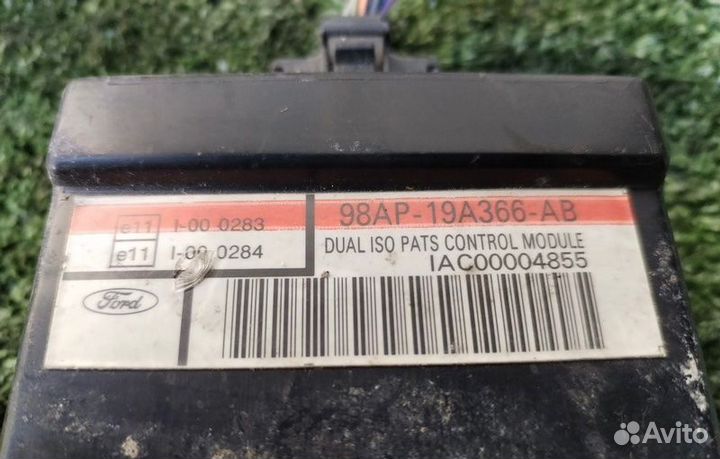 e11 I-00 0283
e11 I-00 0284
98AP-19A366-AB
DUAL ISO PATS CONTROL MODULE
IAC00004855
Ford
Avito